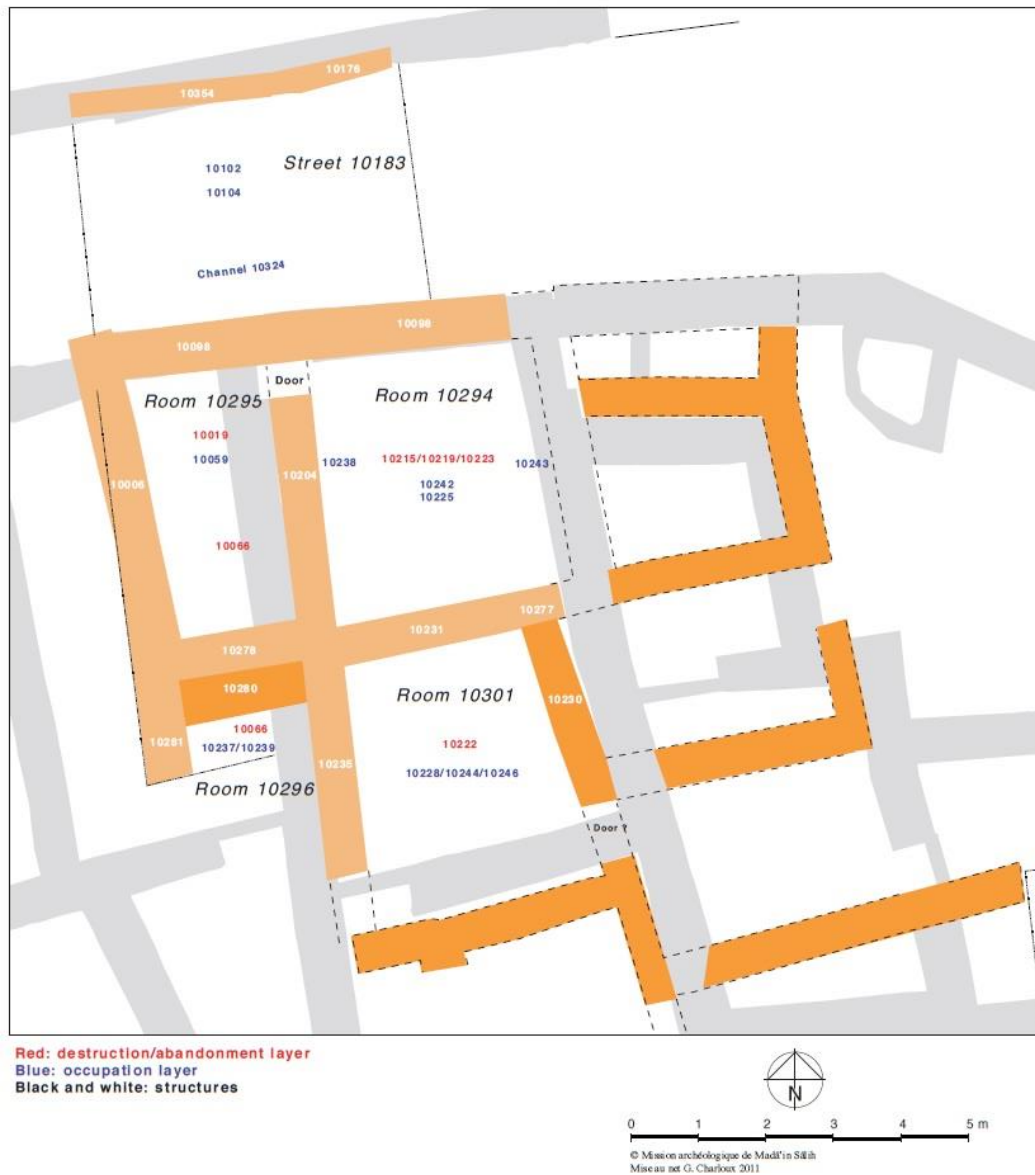 10176
10354
Street 10183
10102
10104
Channel 10324
10098
10098
Door
Room 10295
Room 10294
10019
10059
10204
10238
10215/10219/10223
10243
10242
10225
10006
10066
10277
10231
10278
10280
Room 10301
10230
10066
10237/10239
10281
10235
10222
10228/10244/10246
Room 10296
Door ?
Red: destruction/abandonment layer
Blue: occupation layer
Black and white: structures
N
0 1 2 3 4 5 m
© Mission archéologique de Madâ'in Sâlih
Mise au net G. Charloux 2011